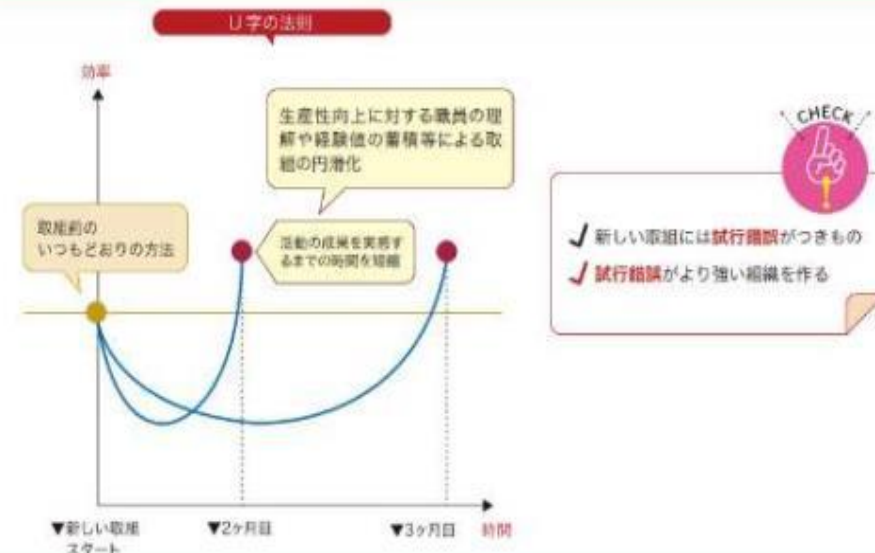 U字の法則
効率
生産性向上に対する職員の理
解や経験値の蓄積等による取
組の円滑化
取組前の
いつもどおりの方法
活動の成果を実感す
るまでの時間を短縮
CHECK
新しい取組には試行錯誤がつきもの
試行錯誤がより強い組織を作る
▼新しい取組
スタート
▼2ヶ月目
▼3ヶ月目
時間